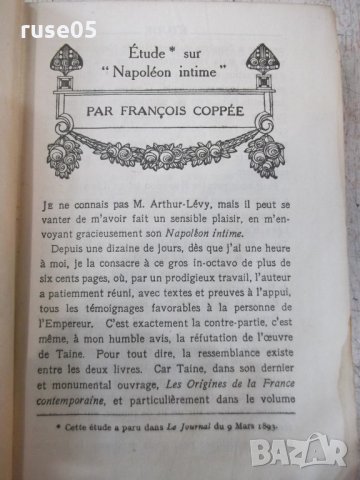 ruse05
Étude * sur
"Napoléon intime"
PAR FRANÇOIS COPPÉE
JE ne connais pas M. Arthur-Lévy, mais il peut se
vanter de m'avoir fait un sensible plaisir, en m'en-
voyant gracieusement son Napoléon intime.
Depuis une dizaine de jours, dès que j'ai une heure
à moi, je la consacre à ce gros in-octavo de plus de
six cents pages, où, par un prodigieux travail, l'auteur
a patiemment réuni, avec textes et preuves à l'appui,
tous les témoignages favorables à la personne de
l'Empereur. C'est exactement la contre-partie, c'est
même, à mon humble avis, la réfutation de l'œuvre
de Taine. Pour tout dire, la ressemblance existe
entre les deux livres. Car Taine, dans son dernier
et monumental ouvrage, Les Origines de la France
contemporaine, et particulièrement dans le volume
* Cette étude a paru dans Le Journal du 9 Mars 1893.
bazar